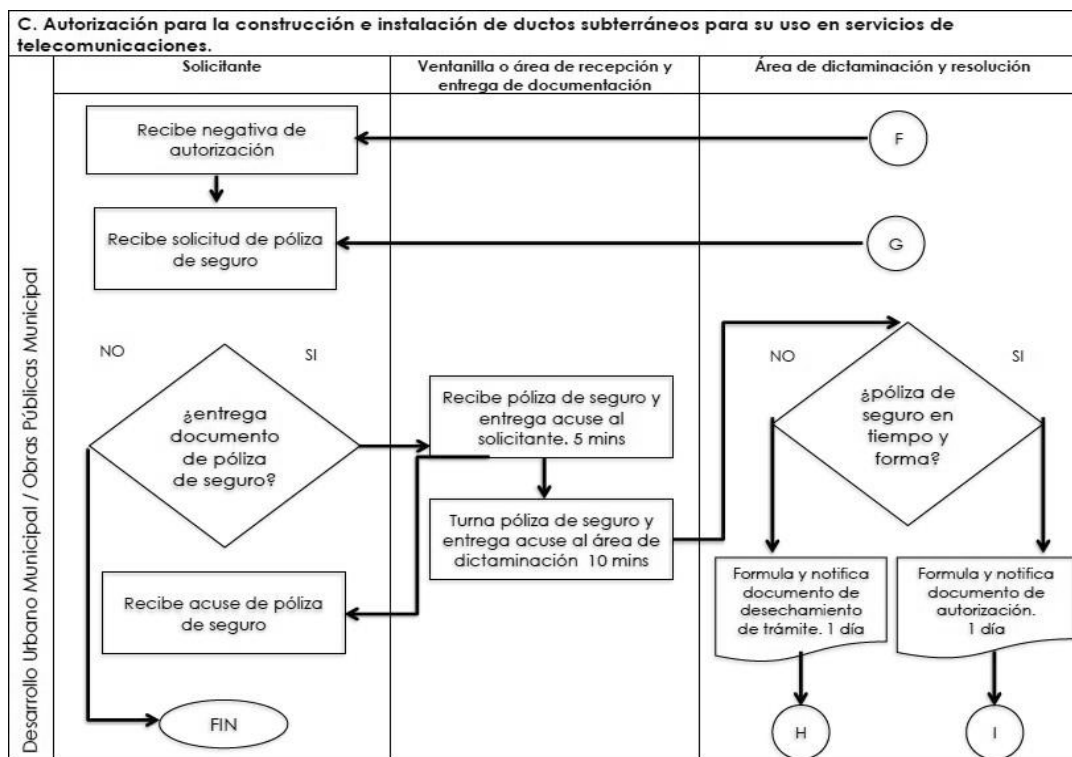 C. Autorización para la construcción e instalación de ductos subterráneos para su uso en servicios de
telecomunicaciones.
Desarrollo Urbano Municipal / Obras Públicas Municipal
Solicitante
Ventanilla o área de recepción y
entrega de documentación
Área de dictaminación y resolución
Recibe negativa de
autorización
F
Recibe solicitud de póliza
de seguro
G
NO
SI
¿entrega
documento
de póliza
de seguro?
Recibe póliza de seguro y
entrega acuse al
solicitante. 5 mins
NO
SI
¿póliza de
seguro en
tiempo y
forma?
Turna póliza de seguro y
entrega acuse al área de
dictaminación 10 mins
Recibe acuse de póliza
de seguro
Formula y notifica
documento de
desechamiento
de trámite. 1 día
Formula y notifica
documento de
autorización.
1 día
FIN
H
I